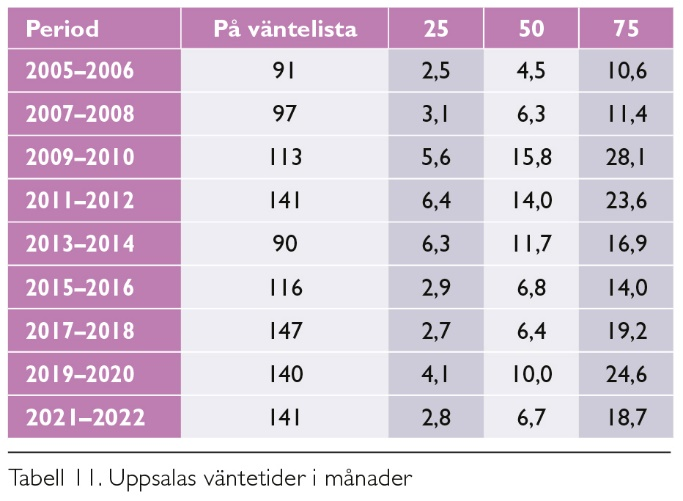 Period På väntelista 25 50 75
2005–2006 91 2,5 4,5 10,6
2007–2008 97 3,1 6,3 11,4
2009–2010 113 5,6 15,8 28,1
2011–2012 141 6,4 14,0 23,6
2013–2014 90 6,3 11,7 16,9
2015–2016 116 2,9 6,8 14,0
2017–2018 147 2,7 6,4 19,2
2019–2020 140 4,1 10,0 24,6
2021–2022 141 2,8 6,7 18,7
Tabell 11. Uppsalas väntetider i månader